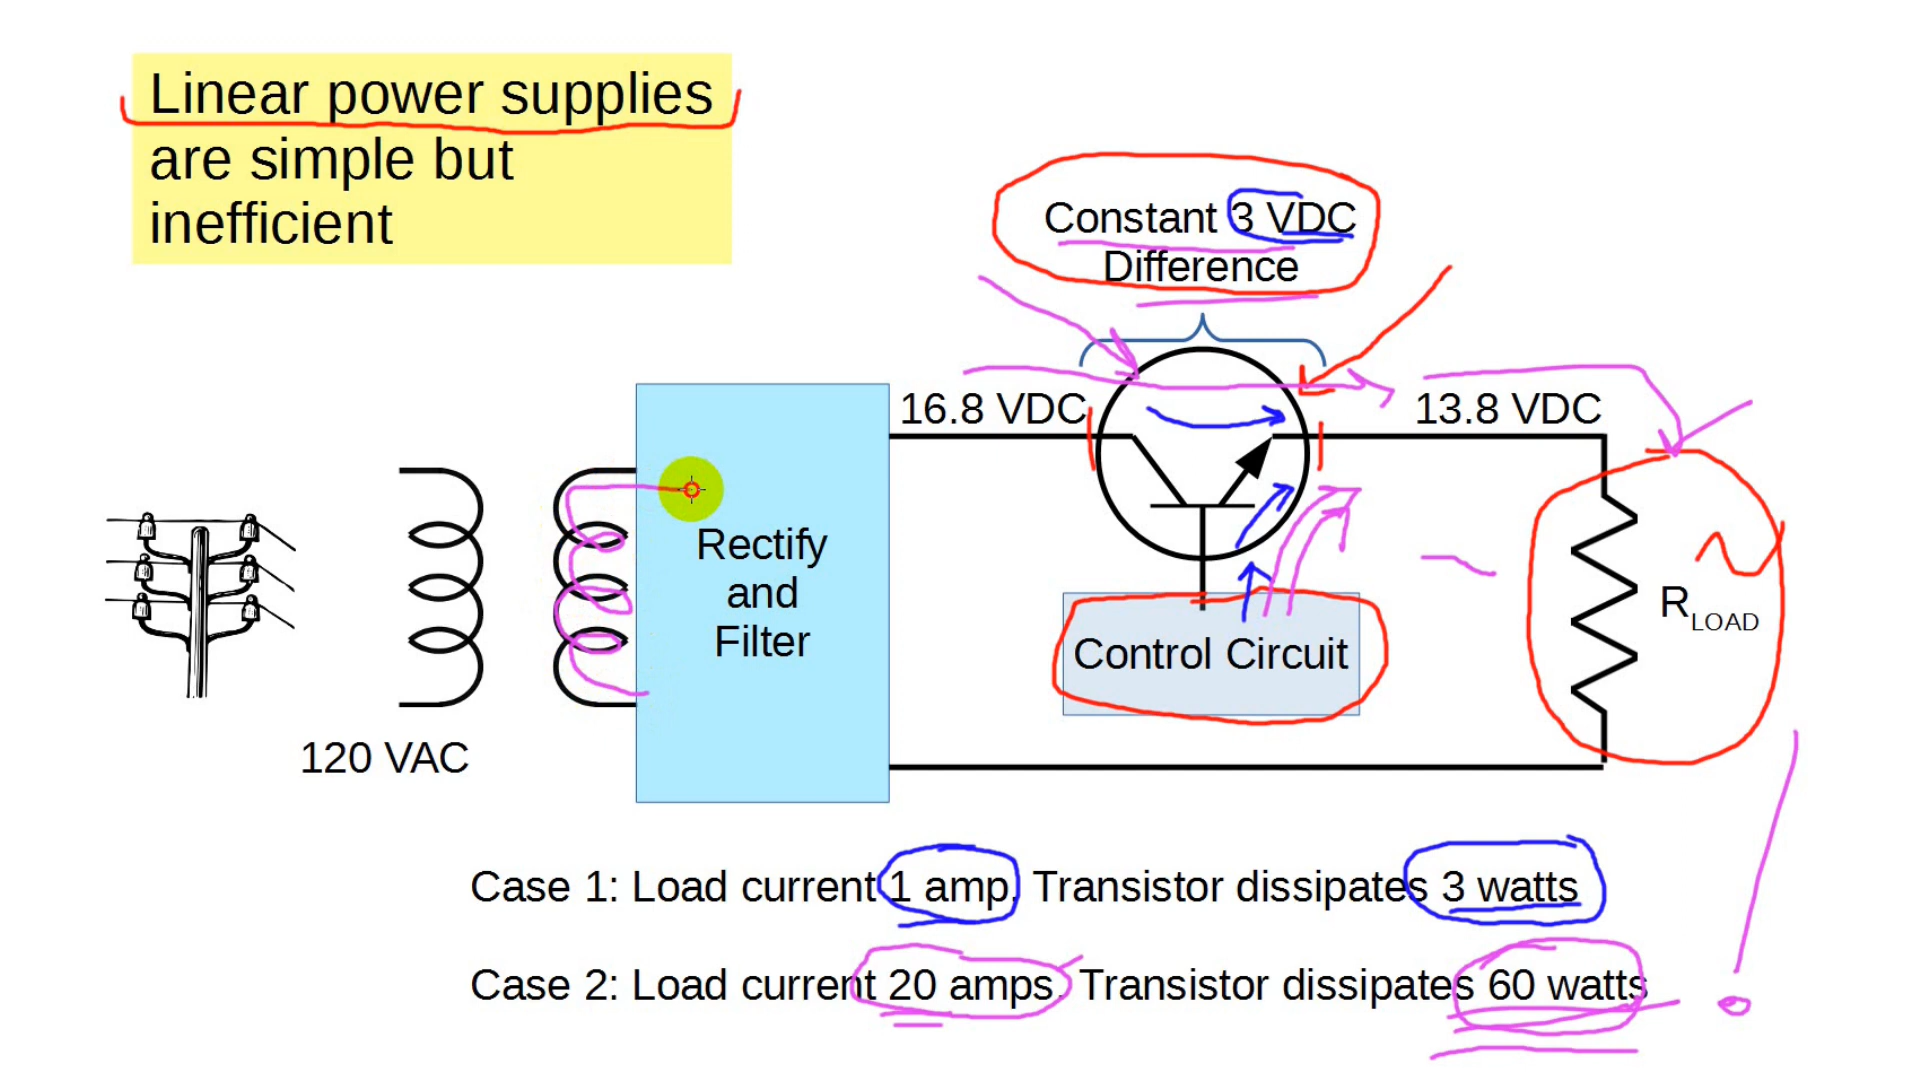 Linear power supplies
are simple but
inefficient
Constant 3 VDC
Difference
16.8 VDC
13.8 VDC
Rectify
and
Filter
R LOAD
Control Circuit
120 VAC
Case 1: Load current 1 amp. Transistor dissipates 3 watts
Case 2: Load current 20 amps. Transistor dissipates 60 watts